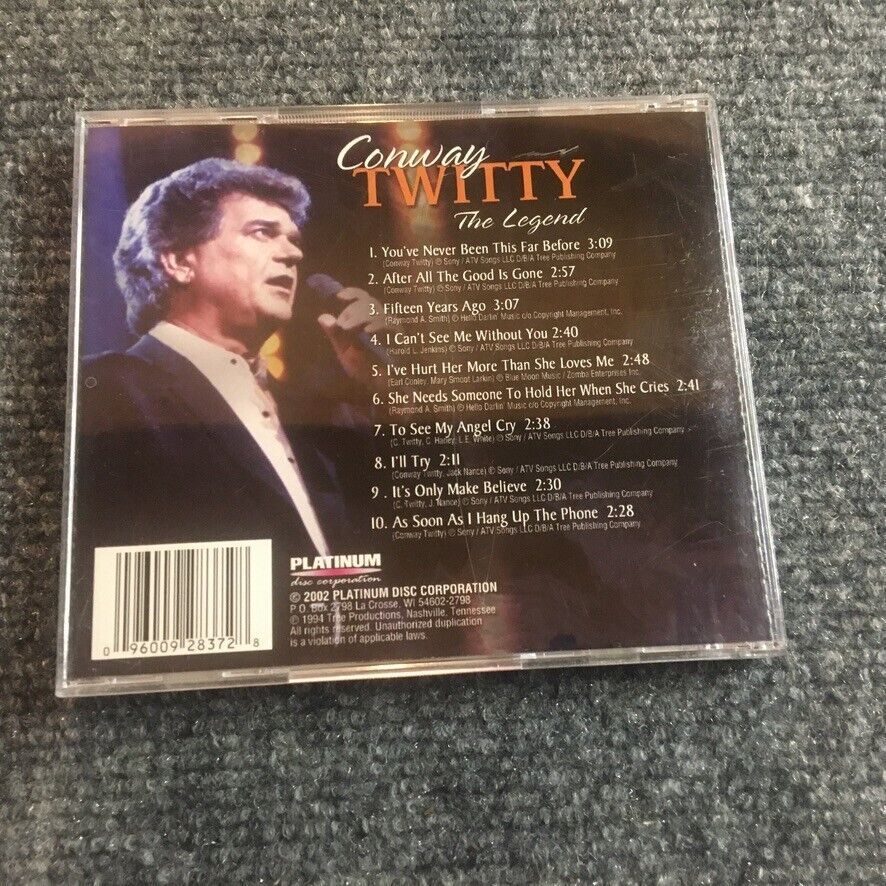 Conway
TWITTY
The Legend
1. You've Never Been This Far Before 3:09
(Conway Twitty) ℗ Sony / ATV Songs LLC D/B/A Tree Publishing Company
2. After All The Good Is Gone 2:57
(Conway Twitty) ℗ Sony / ATV Songs LLC D/B/A Tree Publishing Company
3. Fifteen Years Ago 3:07
(Raymond A. Smith) ℗ Hello Darlin' Music c/o Copyright Management, Inc.
4. I Can't See Me Without You 2:40
(Harold L. Jenkins) ℗ Sony / ATV Songs LLC D/B/A Tree Publishing Company
5. I've Hurt Her More Than She Loves Me 2:48
(Earl Conley, Mary Smoot Larkin) ℗ Blue Moon Music / Zomba Enterprises Inc.
6. She Needs Someone To Hold Her When She Cries 2:41
(Raymond A. Smith) ℗ Hello Darlin' Music c/o Copyright Management, Inc.
7. To See My Angel Cry 2:38
(C. Twitty, C. Haney, L.E. White) ℗ Sony / ATV Songs LLC D/B/A Tree Publishing Company
8. I'll Try 2:11
(Conway Twitty, Jack Nance) ℗ Sony / ATV Songs LLC D/B/A Tree Publishing Company
9 . It's Only Make Believe 2:30
(C. Twitty, J. Nance) ℗ Sony / ATV Songs LLC D/B/A Tree Publishing Company
10. As Soon As I Hang Up The Phone 2:28
(Conway Twitty) ℗ Sony / ATV Songs LLC D/B/A Tree Publishing Company
PLATINUM
disc corporation
© 2002 PLATINUM DISC CORPORATION
P.O. Box 2798 La Crosse, WI 54602-2798
℗ 1994 Tree Productions, Nashville, Tennessee
All rights reserved. Unauthorized duplication
is a violation of applicable laws.
0 96009 28372 8